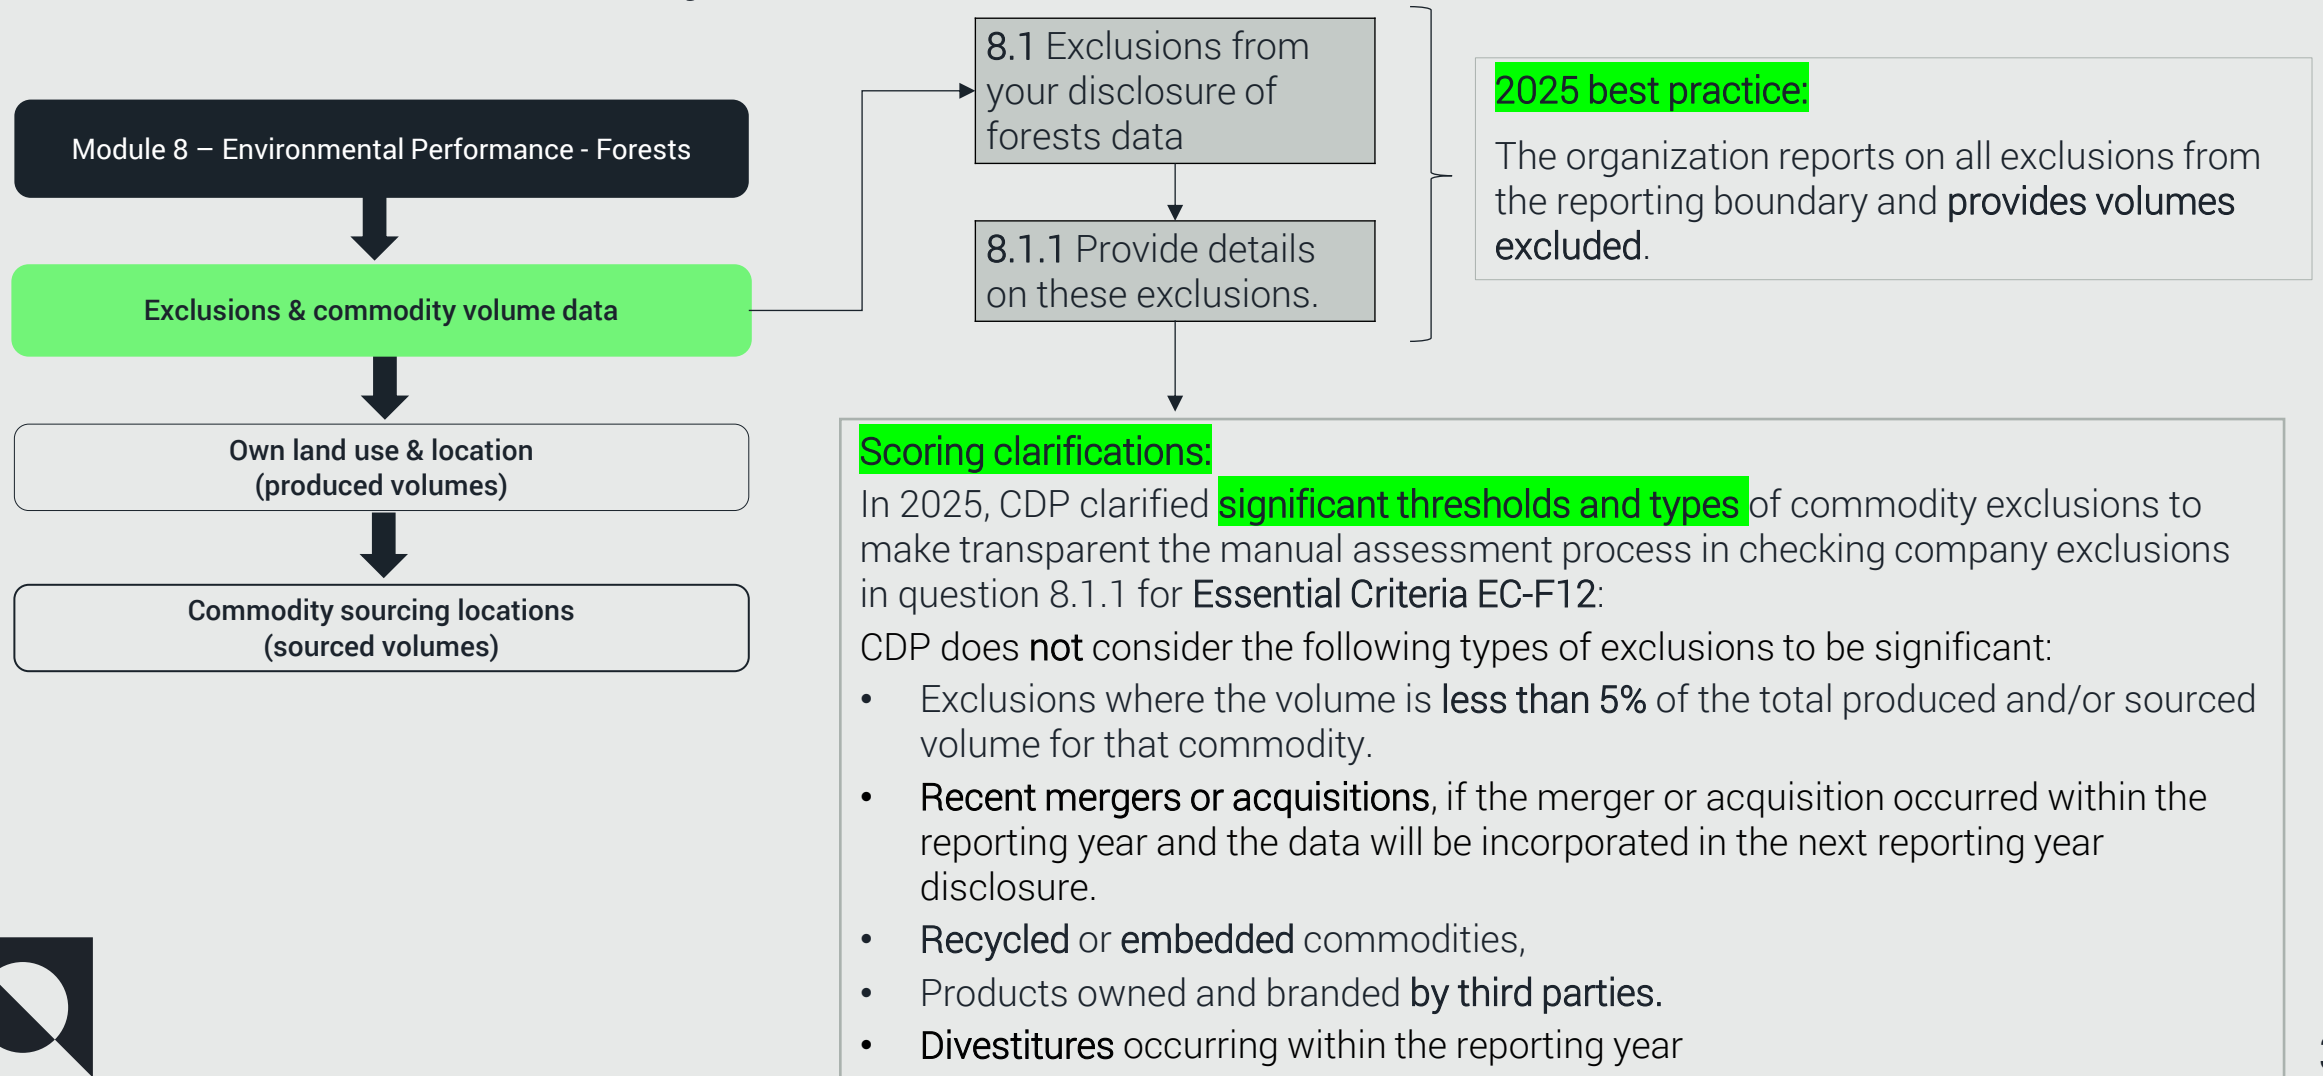 Module 8 – Environmental Performance - Forests
Exclusions & commodity volume data
Own land use & location
(produced volumes)
Commodity sourcing locations
(sourced volumes)
8.1 Exclusions from
your disclosure of
forests data
8.1.1 Provide details
on these exclusions.
2025 best practice:
The organization reports on all exclusions from
the reporting boundary and provides volumes
excluded.
Scoring clarifications:
In 2025, CDP clarified significant thresholds and types of commodity exclusions to
make transparent the manual assessment process in checking company exclusions
in question 8.1.1 for Essential Criteria EC-F12:
CDP does not consider the following types of exclusions to be significant:
• Exclusions where the volume is less than 5% of the total produced and/or sourced
volume for that commodity.
• Recent mergers or acquisitions, if the merger or acquisition occurred within the
reporting year and the data will be incorporated in the next reporting year
disclosure.
• Recycled or embedded commodities,
• Products owned and branded by third parties.
• Divestitures occurring within the reporting year